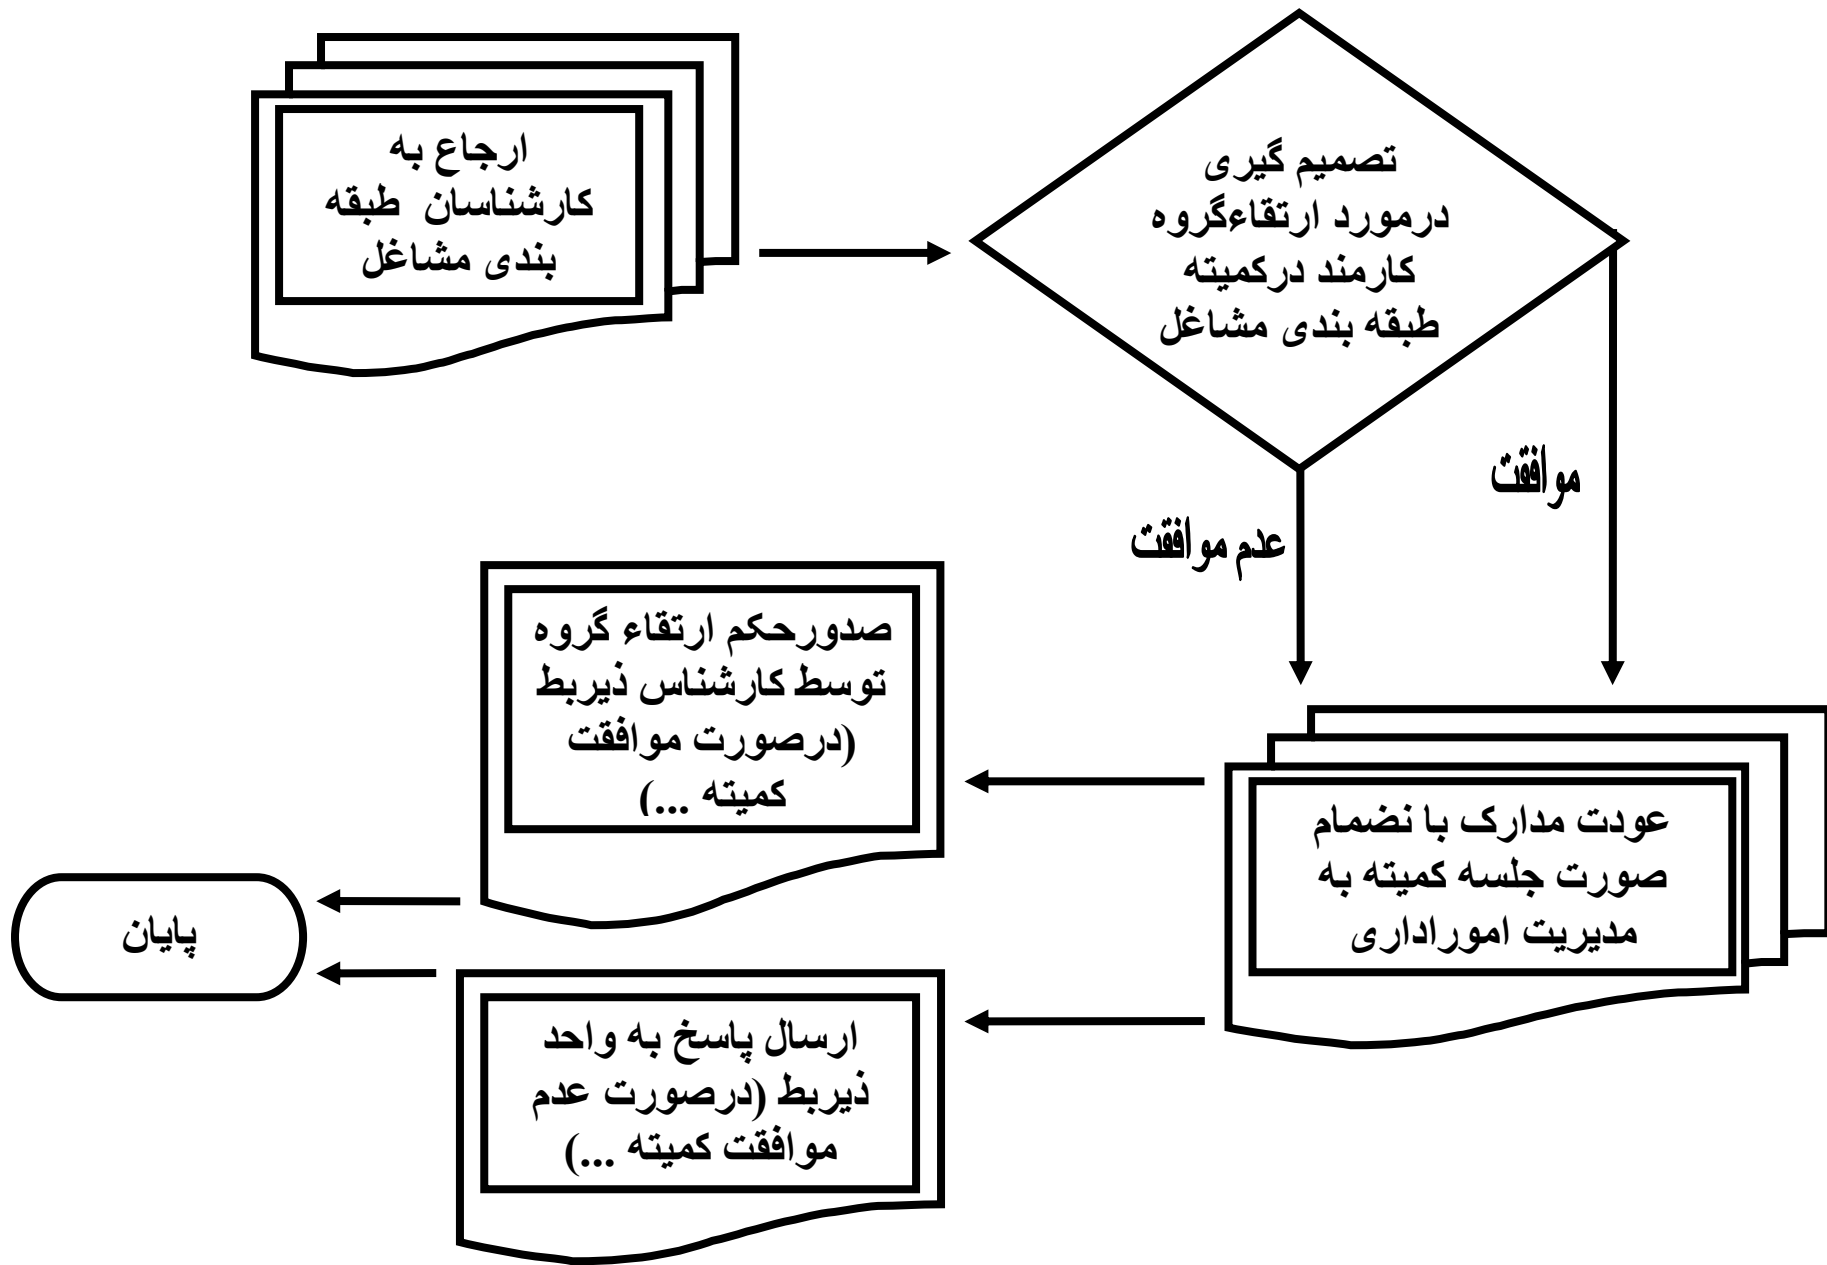 ارجاع به
کارشناسان طبقه
بندی مشاغل
تصمیم گیری
درمورد ارتقاءگروه
کارمند درکمیته
طبقه بندی مشاغل
موافقت
عدم موافقت
عودت مدارک با نضمام
صورت جلسه کمیته به
مدیریت اموراداری
صدورحکم ارتقاء گروه
توسط کارشناس ذیربط
(درصورت موافقت
کمیته ...)
ارسال پاسخ به واحد
ذیربط (درصورت عدم
موافقت کمیته ...)
پایان